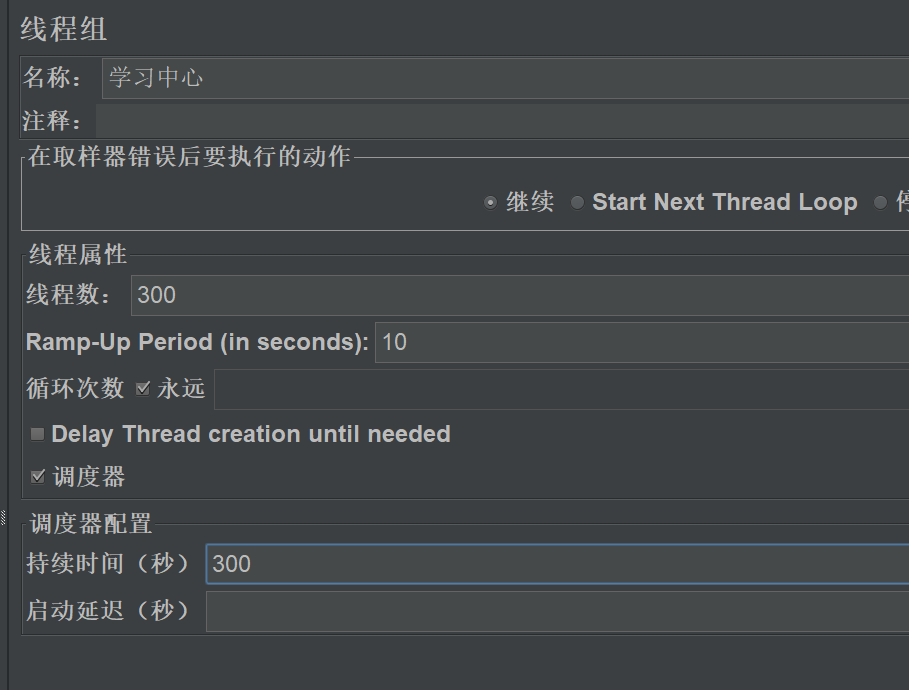 线程组
名称： 学习中心
注释：
在取样器错误后要执行的动作
继续 Start Next Thread Loop
线程属性
线程数： 300
Ramp-Up Period (in seconds): 10
循环次数 永远
Delay Thread creation until needed
调度器
调度器配置
持续时间（秒） 300
启动延迟（秒）